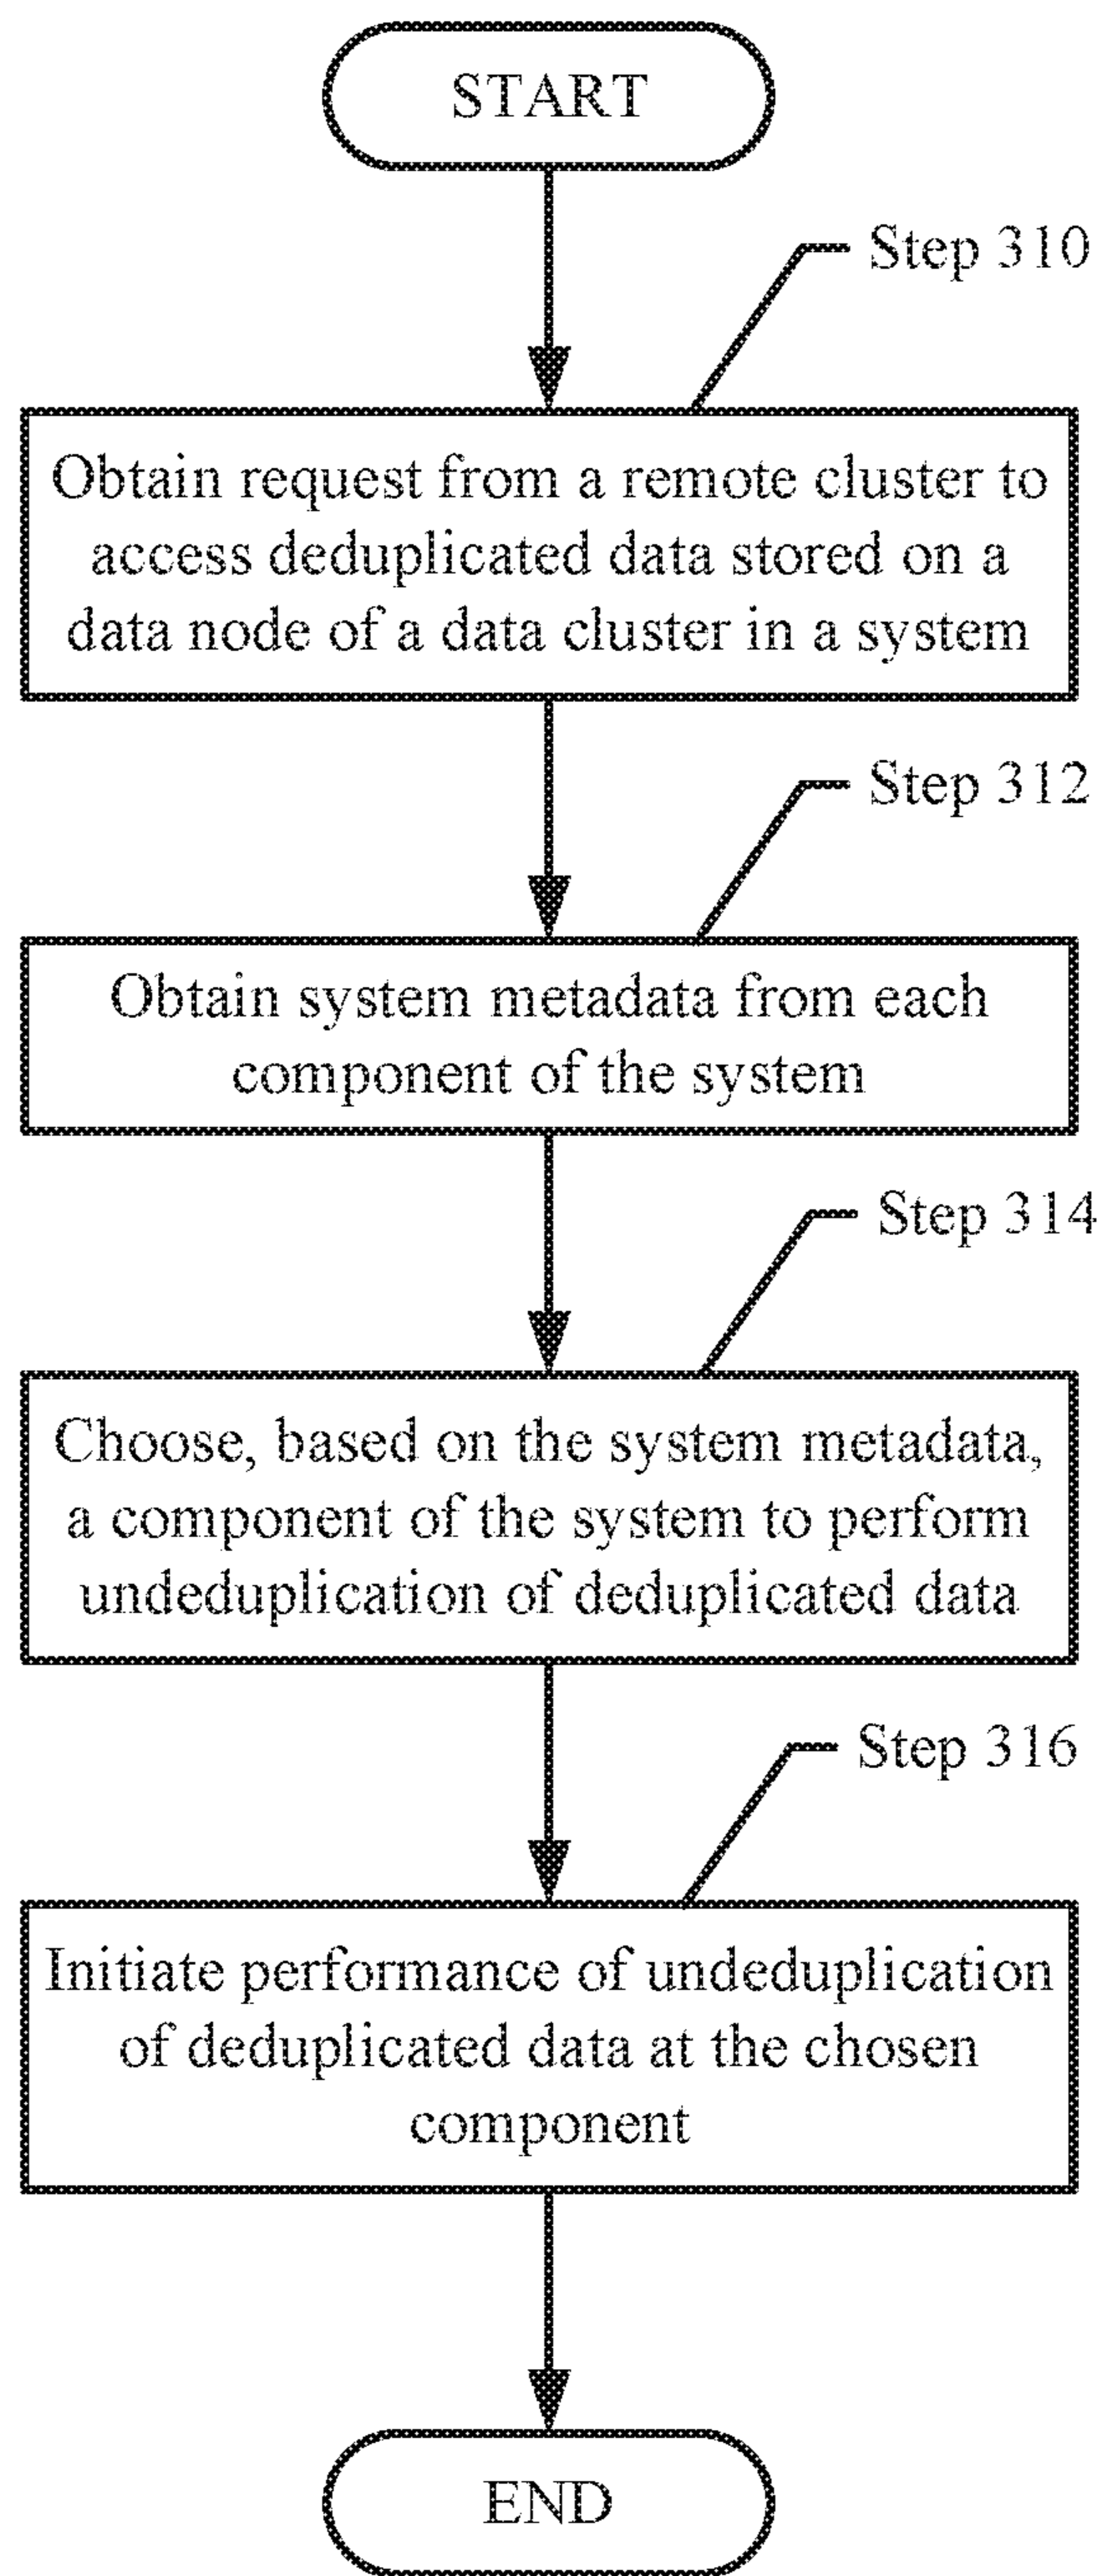 START
Step 310
Obtain request from a remote cluster to
access deduplicated data stored on a
data node of a data cluster in a system
Step 312
Obtain system metadata from each
component of the system
Step 314
Choose, based on the system metadata,
a component of the system to perform
undeduplication of deduplicated data
Step 316
Initiate performance of undeduplication
of deduplicated data at the chosen
component
END